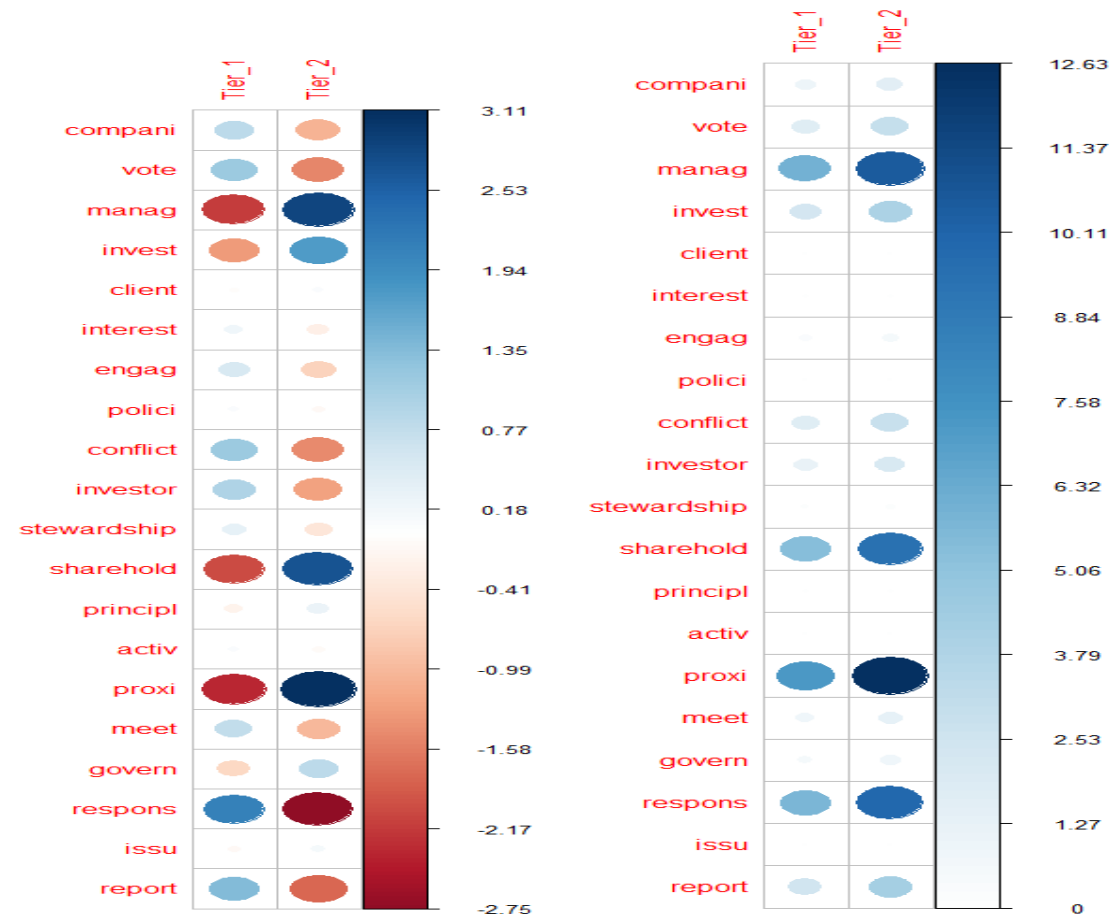 Tier_1
Tier_2
compani
vote
manag
invest
client
interest
engag
polici
conflict
investor
stewardship
sharehold
principl
activ
proxi
meet
govern
respons
issu
report
3.11
2.53
1.94
1.35
0.77
0.18
-0.41
-0.99
-1.58
-2.17
-2.75
Tier_1
Tier_2
compani
vote
manag
invest
client
interest
engag
polici
conflict
investor
stewardship
sharehold
principl
activ
proxi
meet
govern
respons
issu
report
12.63
11.37
10.11
8.84
7.58
6.32
5.06
3.79
2.53
1.27
0